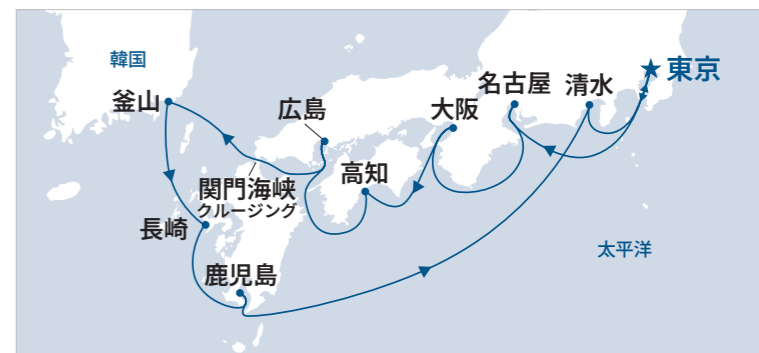 韓国
釜山
広島
大阪
名古屋
清水
★東京
関門海峡
クルージング
高知
長崎
鹿児島
太平洋